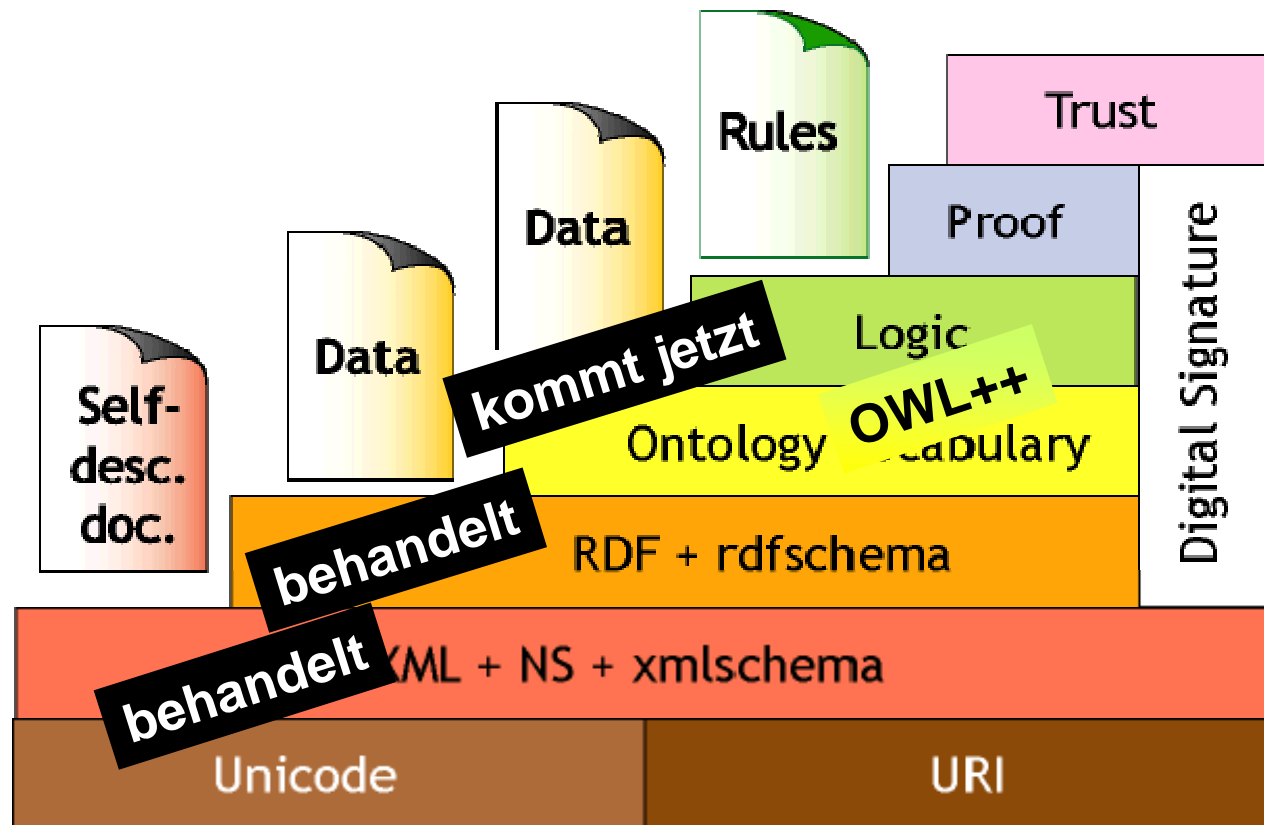 Rules
Trust
Data
Proof
Digital Signature
Data
kommt jetzt
Logic
Self-
desc.
doc.
OWL++
Ontology cabulary
behandelt
RDF + rdfschema
behandelt
XML + NS + xmlschema
Unicode
URI